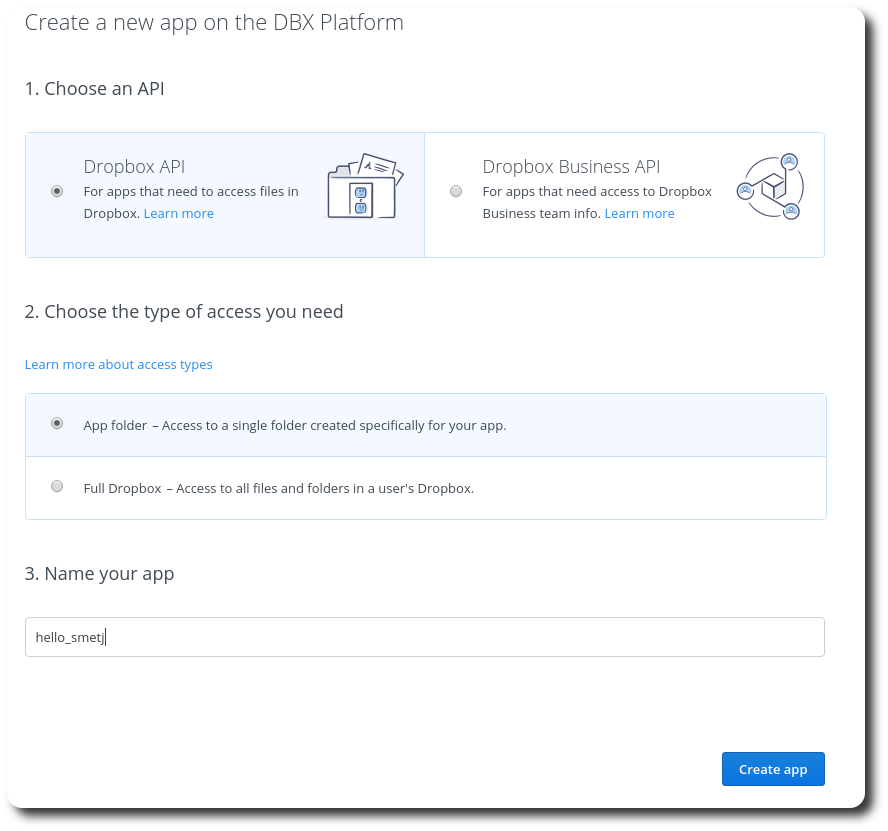 Create a new app on the DBX Platform
1. Choose an API
Dropbox API
For apps that need to access files in
Dropbox. Learn more
Dropbox Business API
For apps that need access to Dropbox
Business team info. Learn more
2. Choose the type of access you need
Learn more about access types
App folder – Access to a single folder created specifically for your app.
Full Dropbox – Access to all files and folders in a user's Dropbox.
3. Name your app
hello_smetj
Create app